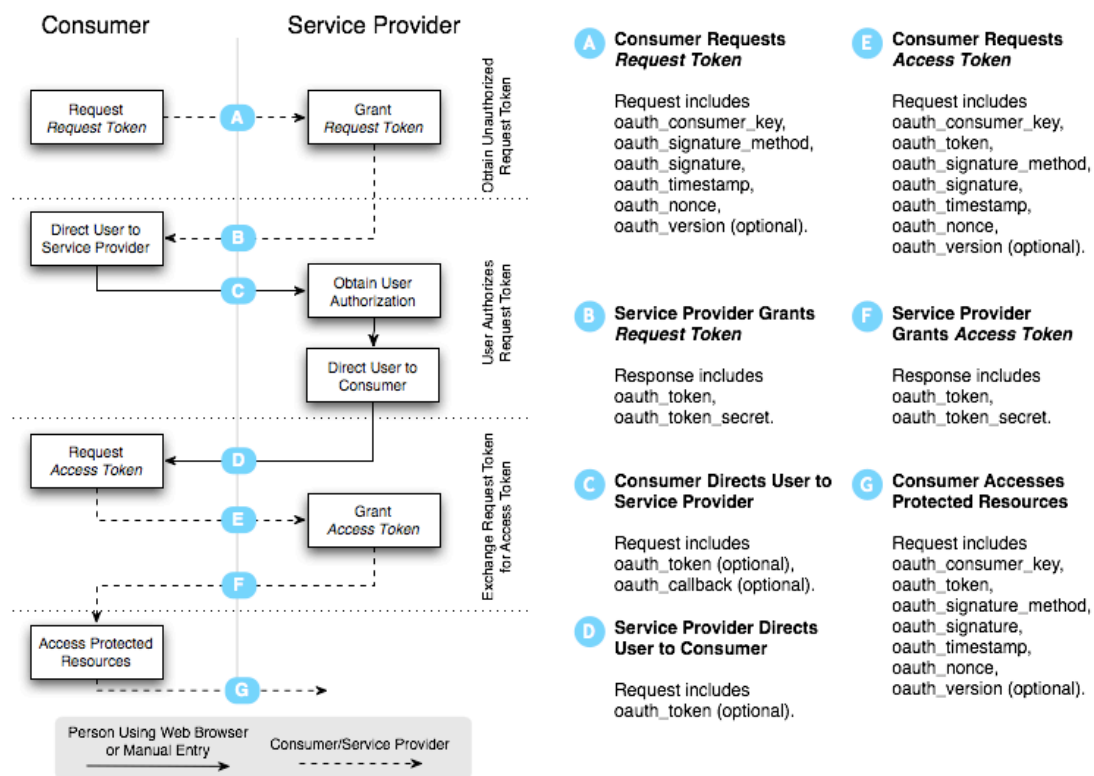 Consumer
Service Provider
Request
Request Token
A
Grant
Request Token
Obtain Unauthorized
Request Token
Direct User to
Service Provider
B
C
Obtain User
Authorization
Direct User to
Consumer
User Authorizes
Request Token
Request
Access Token
D
E
Grant
Access Token
F
Exchange Request Token
for Access Token
Access Protected
Resources
G
Person Using Web Browser
or Manual Entry
Consumer/Service Provider
A
Consumer Requests
Request Token
Request includes
oauth_consumer_key,
oauth_signature_method,
oauth_signature,
oauth_timestamp,
oauth_nonce,
oauth_version (optional).
B
Service Provider Grants
Request Token
Response includes
oauth_token,
oauth_token_secret.
C
Consumer Directs User to
Service Provider
Request includes
oauth_token (optional),
oauth_callback (optional).
D
Service Provider Directs
User to Consumer
Request includes
oauth_token (optional).
E
Consumer Requests
Access Token
Request includes
oauth_consumer_key,
oauth_token,
oauth_signature_method,
oauth_signature,
oauth_timestamp,
oauth_nonce,
oauth_version (optional).
F
Service Provider
Grants Access Token
Response includes
oauth_token,
oauth_token_secret.
G
Consumer Accesses
Protected Resources
Request includes
oauth_consumer_key,
oauth_token,
oauth_signature_method,
oauth_signature,
oauth_timestamp,
oauth_nonce,
oauth_version (optional).